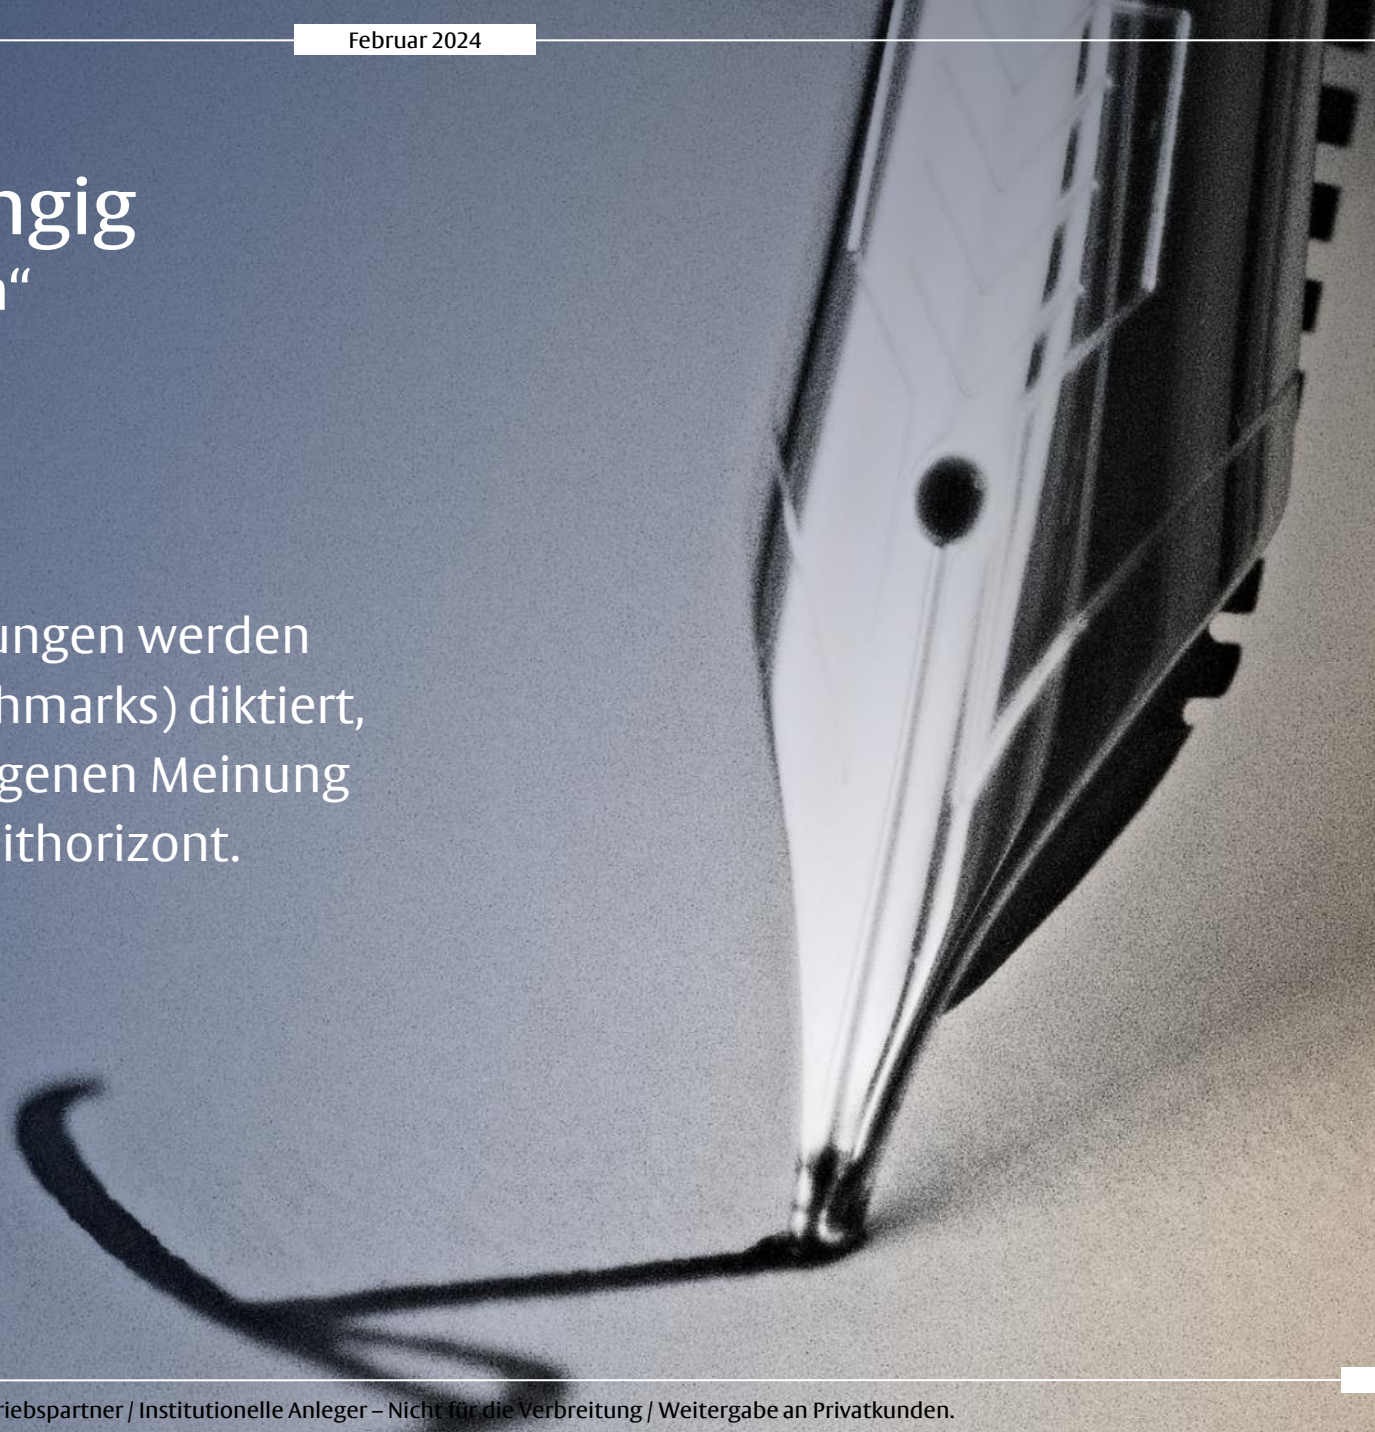 Februar 2024
ngig
“
ungen werden
hmarks) diktiert,
genen Meinung
ithorizont.
riebspartner / Institutionelle Anleger – Nicht für die Verbreitung / Weitergabe an Privatkunden.